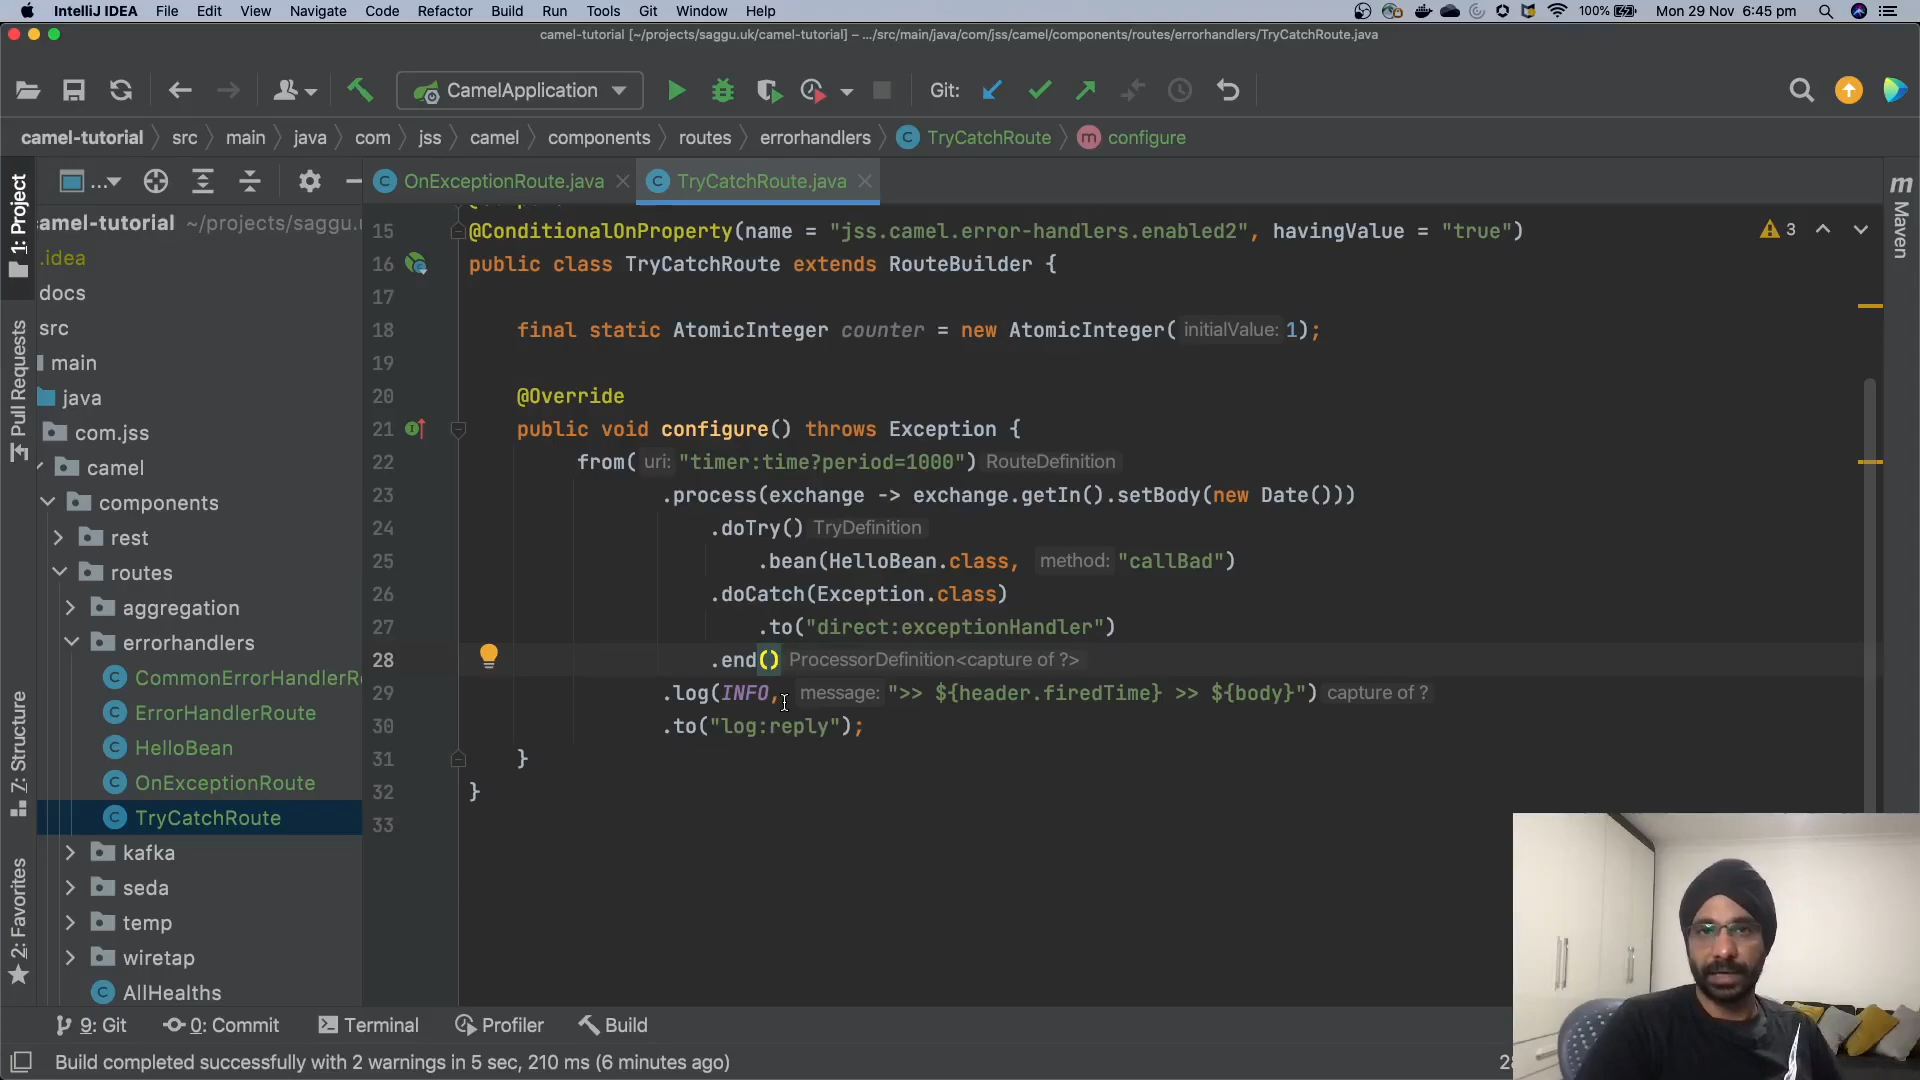 IntelliJ IDEA File Edit View Navigate Code Refactor Build Run Tools Git Window Help 100% Mon 29 Nov 6:45 pm
camel-tutorial [~/projects/saggu.uk/camel-tutorial] – .../src/main/java/com/jss/camel/components/routes/errorhandlers/TryCatchRoute.java
CamelApplication Git:
camel-tutorial src main java com jss camel components routes errorhandlers TryCatchRoute configure
1: Project
Pull Requests
Z: Structure
2: Favorites
...
OnExceptionRoute.java TryCatchRoute.java
m Maven
amel-tutorial ~/projects/saggu.u
.idea
docs
src
main
java
com.jss
camel
components
rest
routes
aggregation
errorhandlers
CommonErrorHandlerR
ErrorHandlerRoute
HelloBean
OnExceptionRoute
TryCatchRoute
kafka
seda
temp
wiretap
AllHealths
3
15 @ConditionalOnProperty(name = "jss.camel.error-handlers.enabled2", havingValue = "true")
16 public class TryCatchRoute extends RouteBuilder {
17
18 final static AtomicInteger counter = new AtomicInteger( initialValue: 1);
19
20 @Override
21 public void configure() throws Exception {
22 from( uri: "timer:time?period=1000") RouteDefinition
23 .process(exchange -> exchange.getIn().setBody(new Date()))
24 .doTry() TryDefinition
25 .bean(HelloBean.class, method: "callBad")
26 .doCatch(Exception.class)
27 .to("direct:exceptionHandler")
28 .end() ProcessorDefinition<capture of ?>
29 .log(INFO, message: ">> ${header.firedTime} >> ${body}") capture of ?
30 .to("log:reply");
31 }
32 }
33
9: Git 0: Commit Terminal Profiler Build
Build completed successfully with 2 warnings in 5 sec, 210 ms (6 minutes ago)